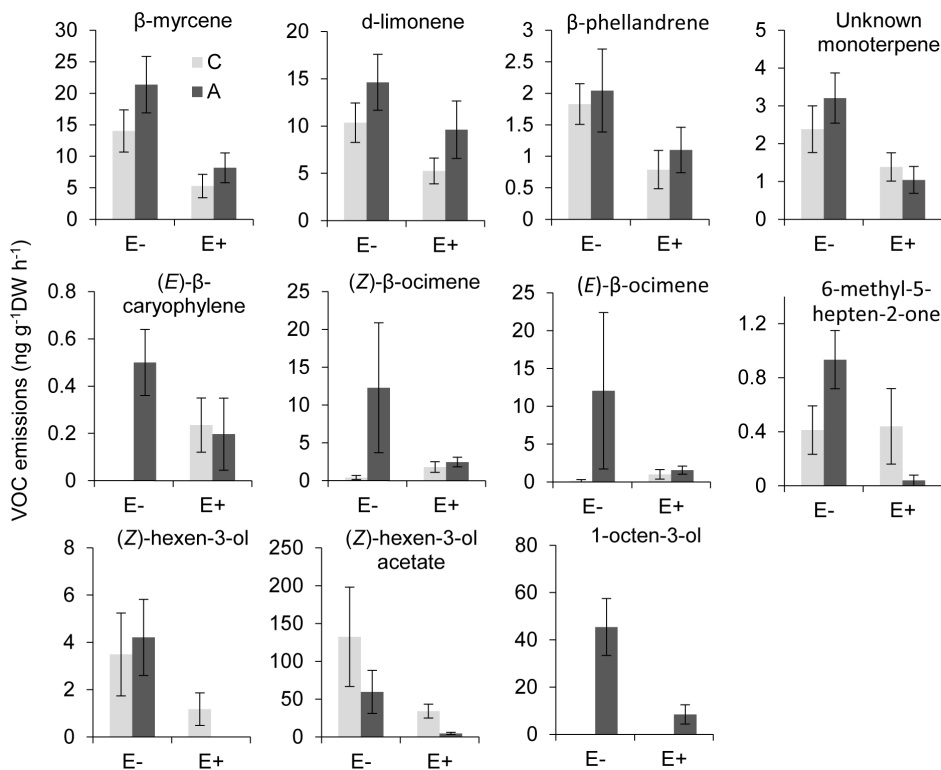 VOC emissions (ng g⁻¹DW h⁻¹)
β-myrcene
30
25
20
15
10
5
0
C
A
E- E+
d-limonene
20
15
10
5
0
E- E+
β-phellandrene
3
2.5
2
1.5
1
0.5
0
E- E+
Unknown
monoterpene
5
4
3
2
1
0
E- E+
(E)-β-
caryophylene
0.8
0.6
0.4
0.2
0
E- E+
(Z)-β-ocimene
25
20
15
10
5
0
E- E+
(E)-β-ocimene
25
20
15
10
5
0
E- E+
6-methyl-5-
hepten-2-one
1.2
0.8
0.4
0
E- E+
(Z)-hexen-3-ol
8
6
4
2
0
E- E+
(Z)-hexen-3-ol
acetate
250
200
150
100
50
0
E- E+
1-octen-3-ol
80
60
40
20
0
E- E+